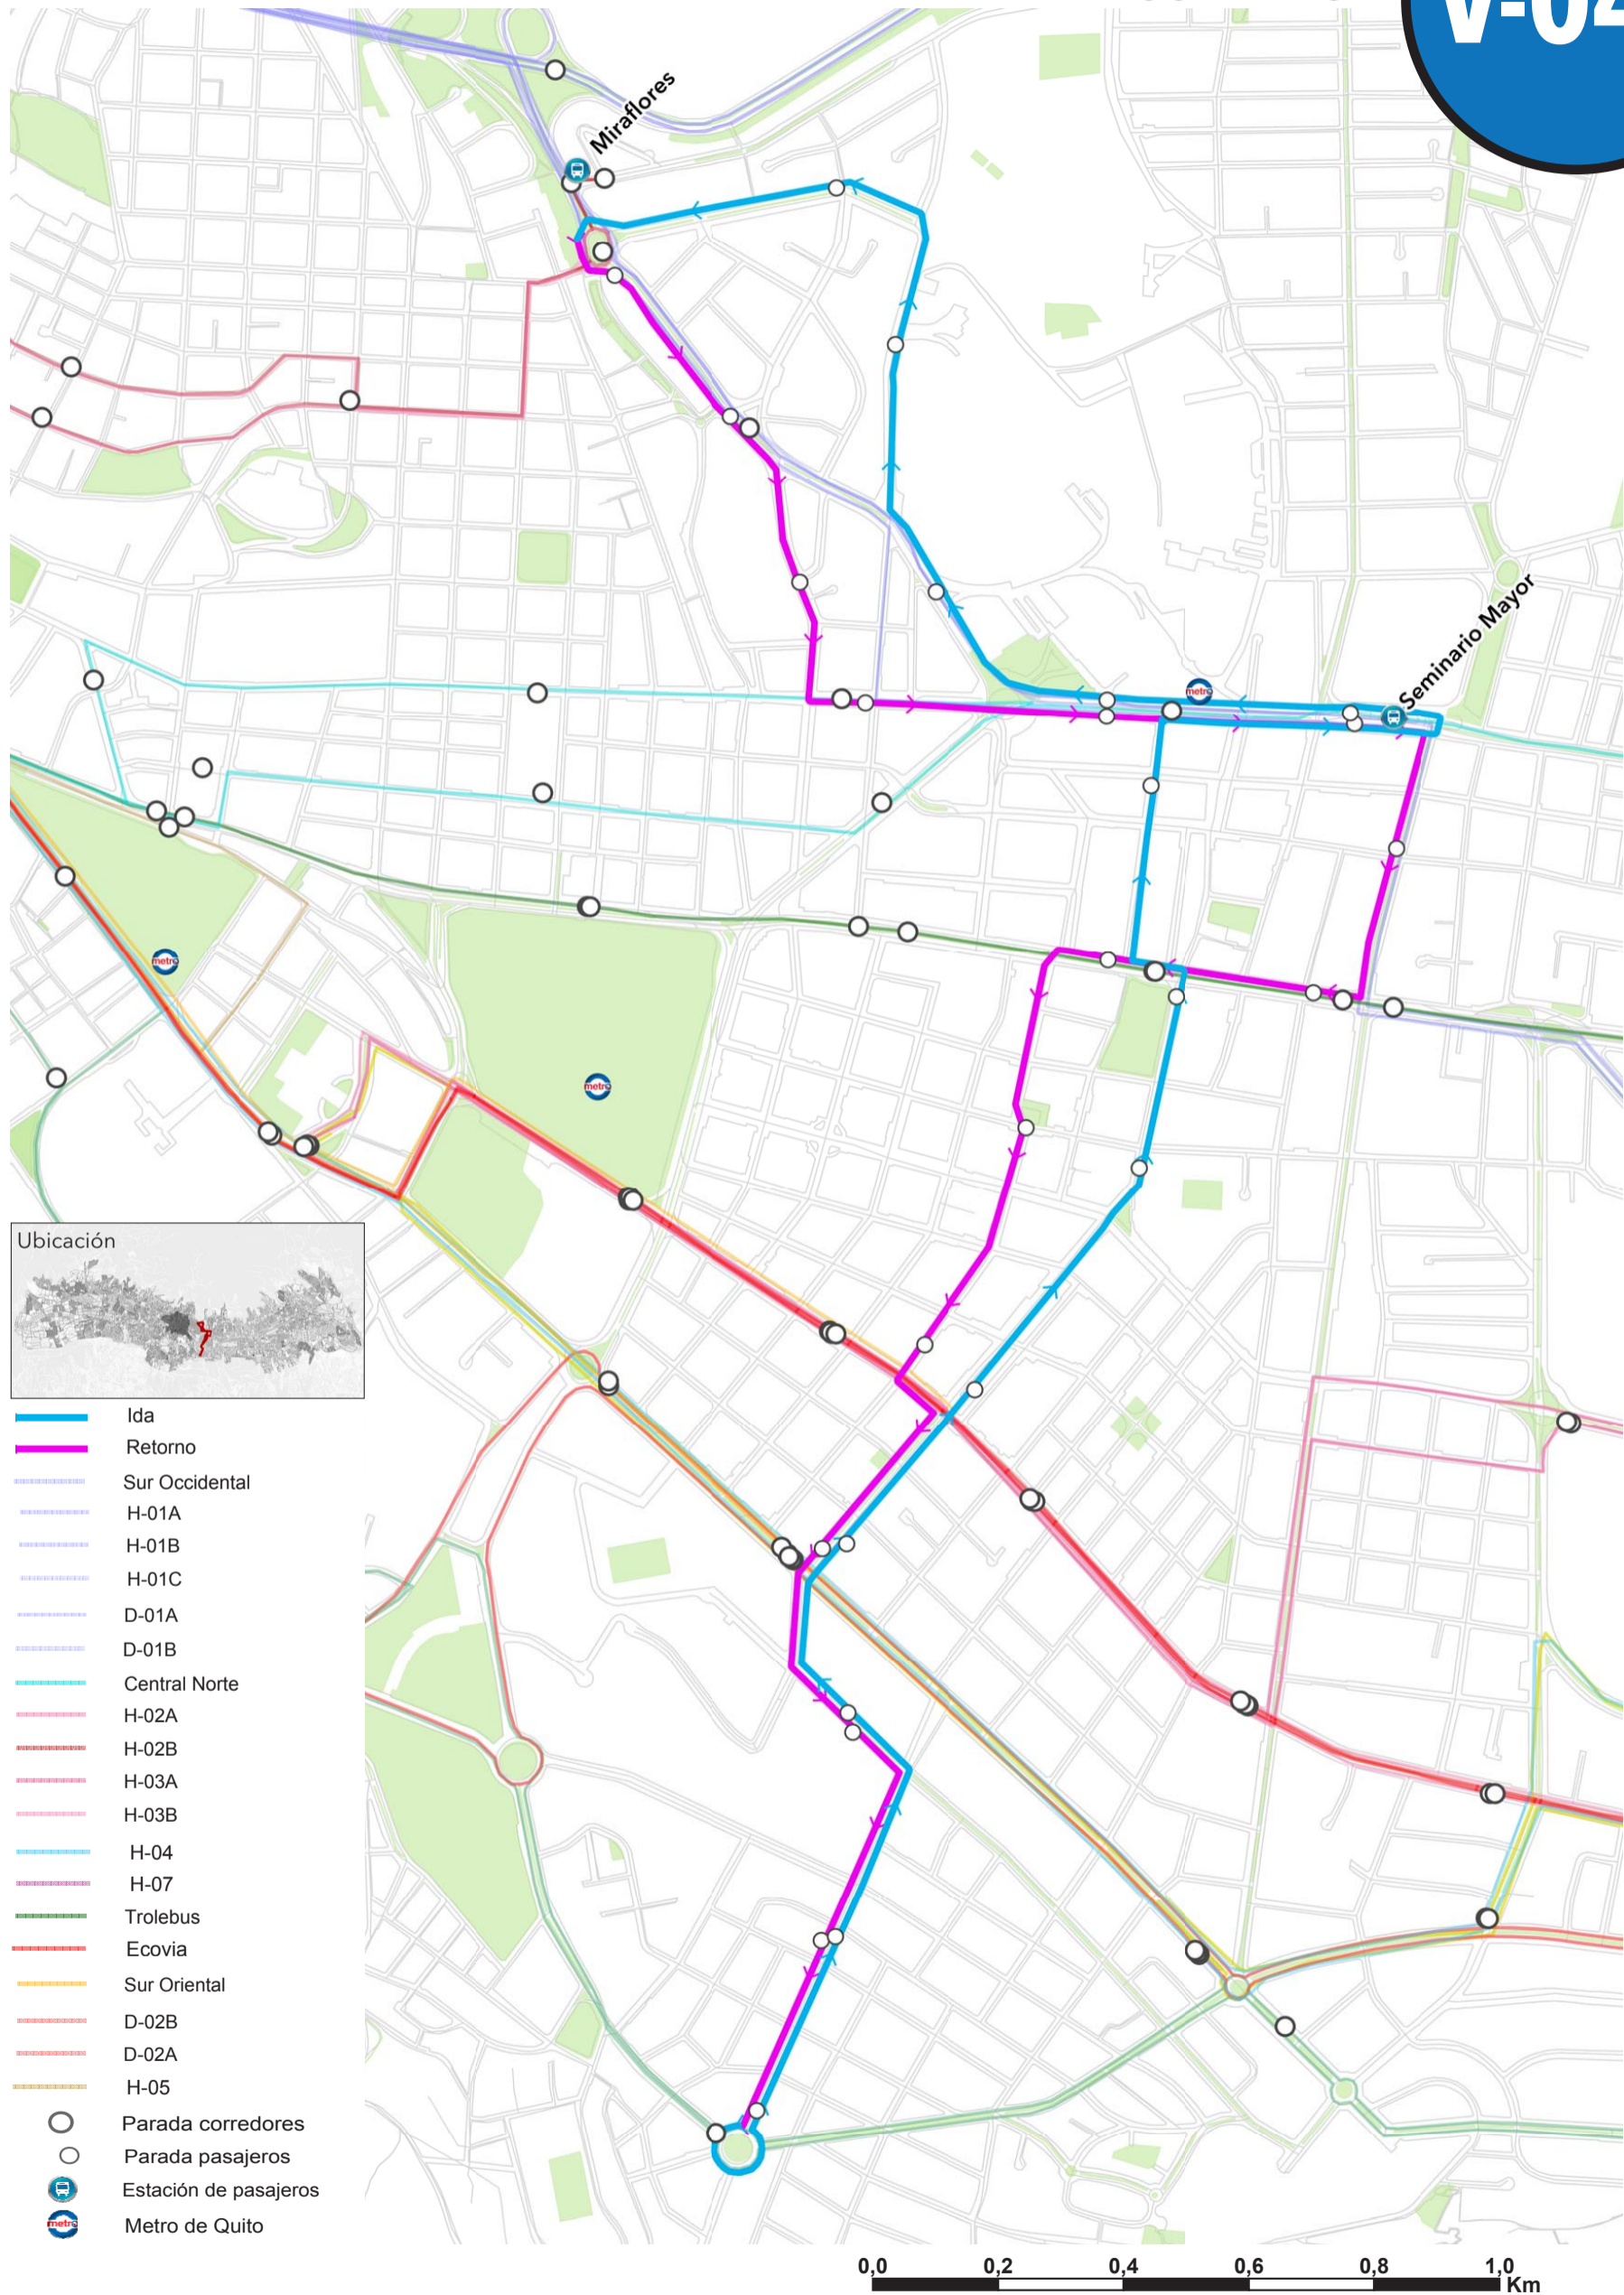 V-04
Miraflores
Seminario Mayor
metro
metro
metro
Ubicación
Ida
Retorno
Sur Occidental
H-01A
H-01B
H-01C
D-01A
D-01B
Central Norte
H-02A
H-02B
H-03A
H-03B
H-04
H-07
Trolebus
Ecovia
Sur Oriental
D-02B
D-02A
H-05
Parada corredores
Parada pasajeros
Estación de pasajeros
metro
Metro de Quito
0,0 0,2 0,4 0,6 0,8 1,0
Km